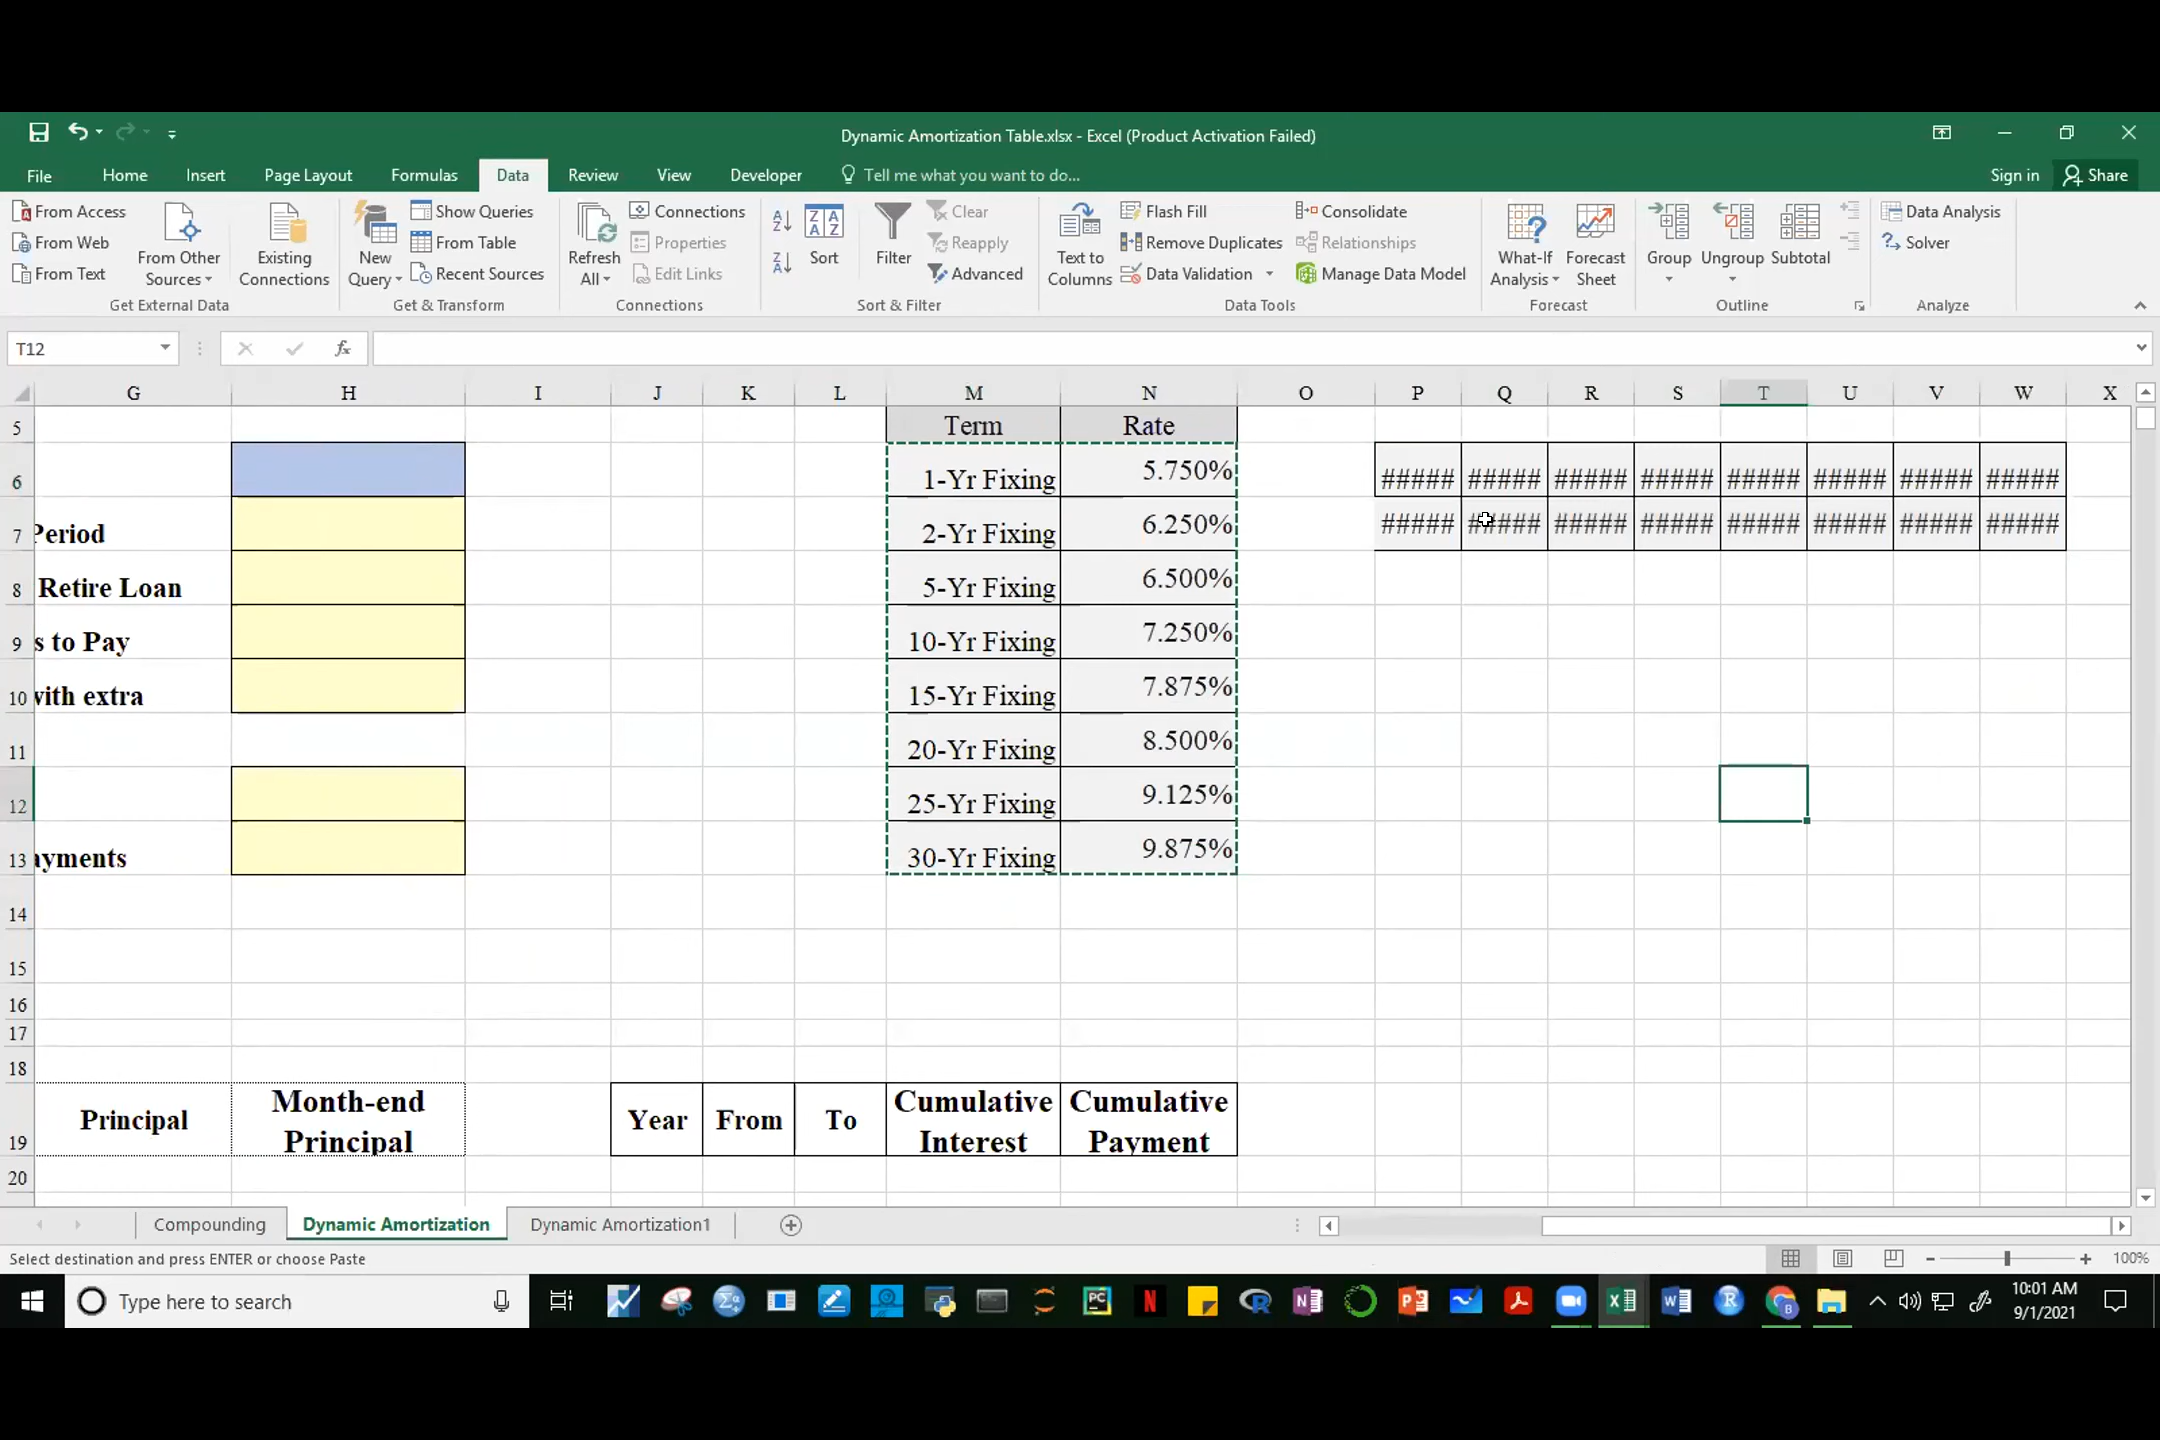 Dynamic Amortization Table.xlsx - Excel (Product Activation Failed)
File Home Insert Page Layout Formulas Data Review View Developer Tell me what you want to do... Sign in Share
From Access
From Web
From Text
From Other Sources
Existing Connections
Get External Data
New Query
Show Queries
From Table
Recent Sources
Get & Transform
Refresh All
Connections
Properties
Edit Links
Connections
Sort
Filter
Clear
Reapply
Advanced
Sort & Filter
Text to Columns
Flash Fill
Remove Duplicates
Data Validation
Consolidate
Relationships
Manage Data Model
Data Tools
What-If Analysis
Forecast Sheet
Forecast
Group
Ungroup
Subtotal
Outline
Data Analysis
Solver
Analyze
T12 fx
G H I J K L M N O P Q R S T U V W X
5 Term Rate
6 1-Yr Fixing 5.750% ##### ##### ##### ##### ##### ##### ##### #####
7 Period 2-Yr Fixing 6.250% ##### ##### ##### ##### ##### ##### ##### #####
8 Retire Loan 5-Yr Fixing 6.500%
9 s to Pay 10-Yr Fixing 7.250%
10 with extra 15-Yr Fixing 7.875%
11 20-Yr Fixing 8.500%
12 25-Yr Fixing 9.125%
13 ayments 30-Yr Fixing 9.875%
14
15
16
17
18
19 Principal Month-end Principal Year From To Cumulative Interest Cumulative Payment
20
Compounding Dynamic Amortization Dynamic Amortization1
Select destination and press ENTER or choose Paste 100%
Type here to search
10:01 AM
9/1/2021